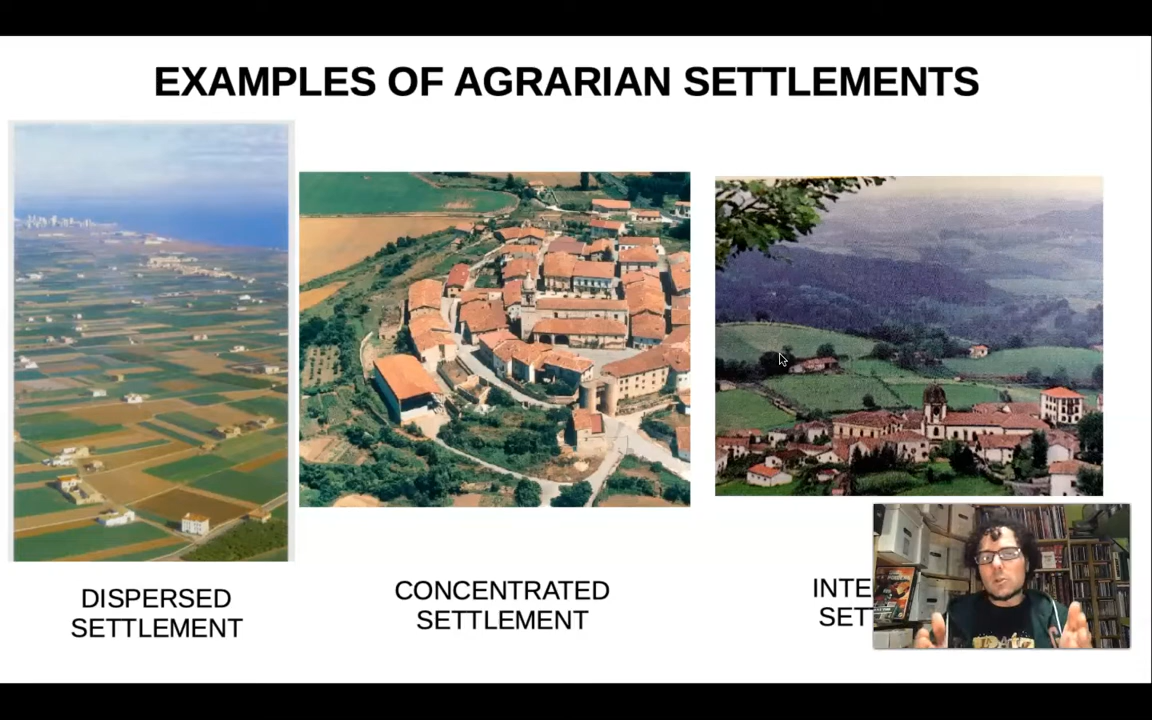 EXAMPLES OF AGRARIAN SETTLEMENTS
DISPERSED
SETTLEMENT
CONCENTRATED
SETTLEMENT
INTE
SET